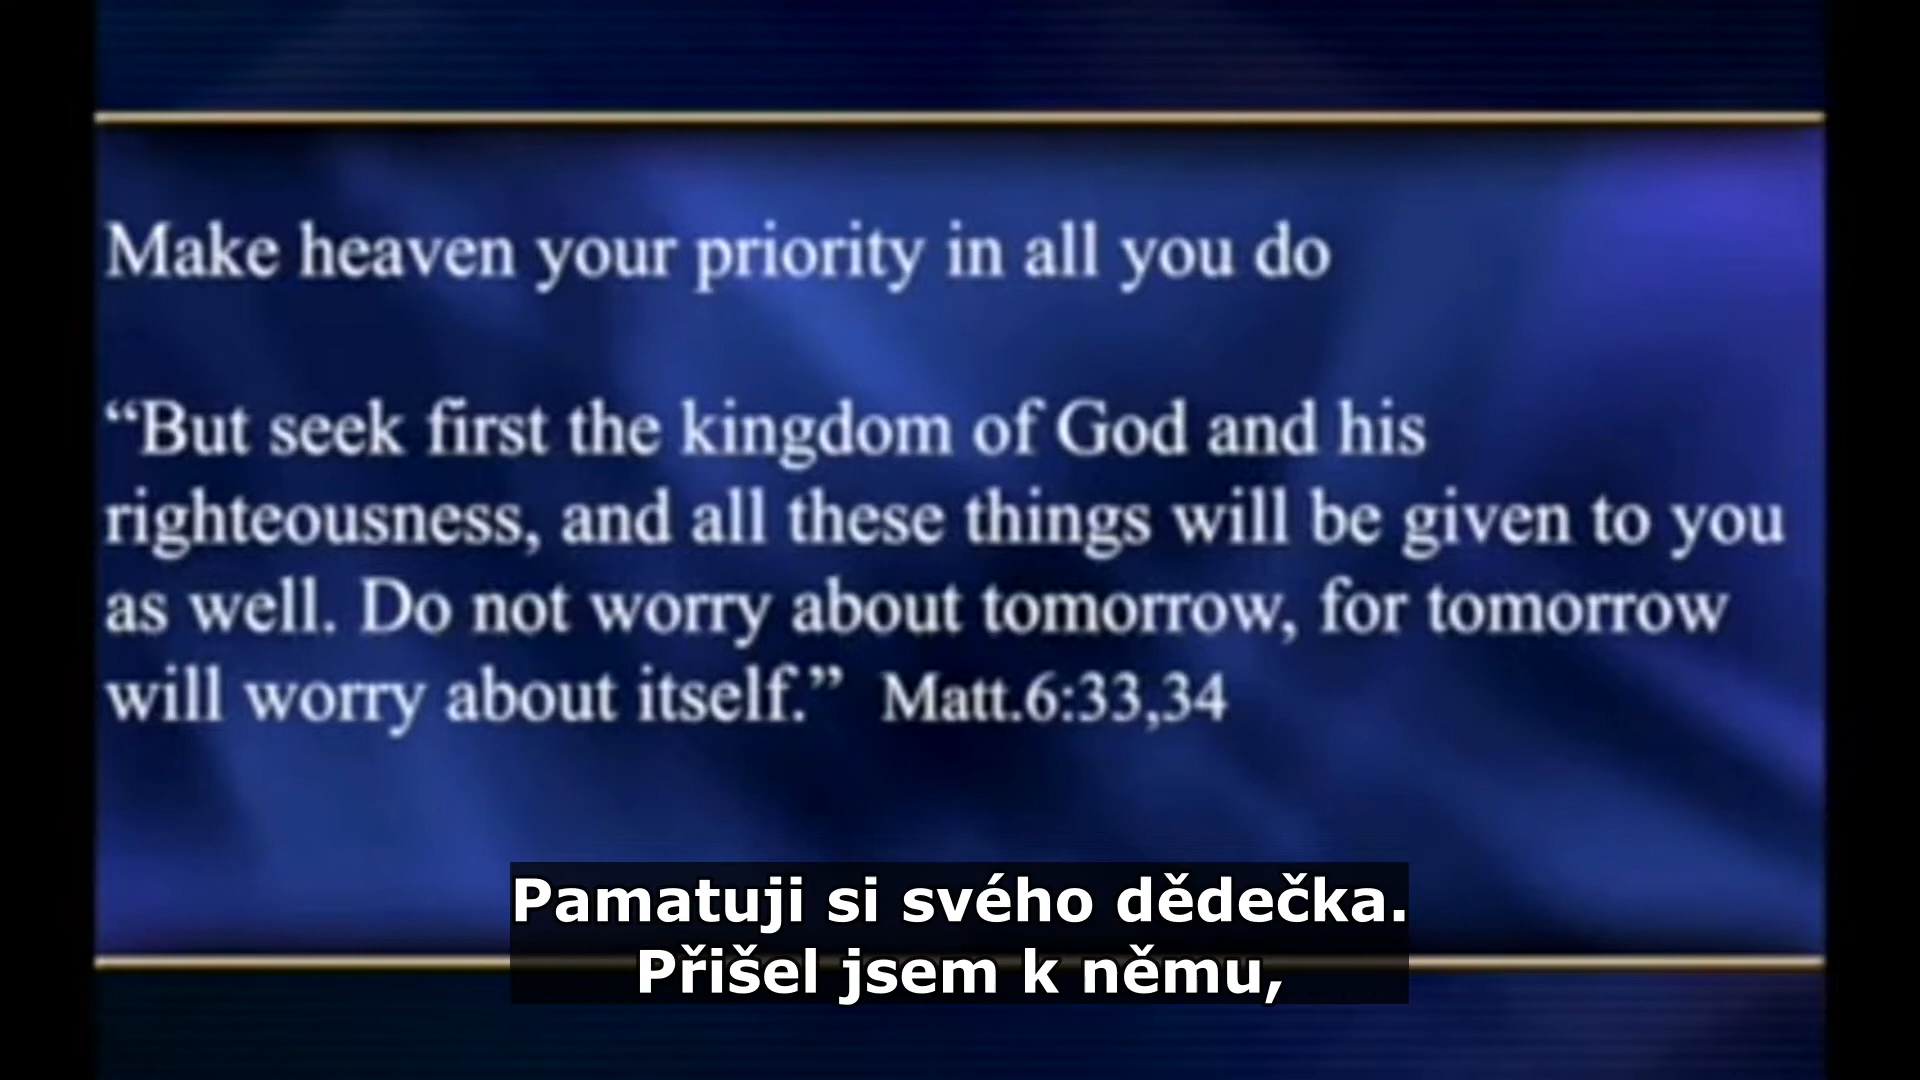 Make heaven your priority in all you do
“But seek first the kingdom of God and his
righteousness, and all these things will be given to you
as well. Do not worry about tomorrow, for tomorrow
will worry about itself.” Matt.6:33,34
Pamatuji si svého dědečka.
Přišel jsem k němu,